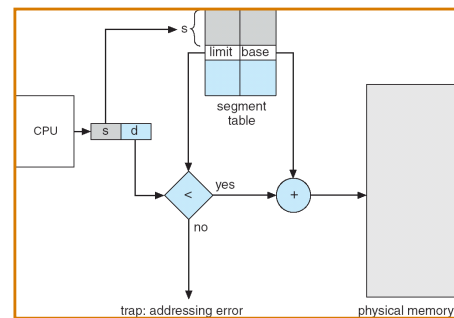 s
limit base
segment
table
CPU
s d
<
yes
+
no
trap: addressing error
physical memory